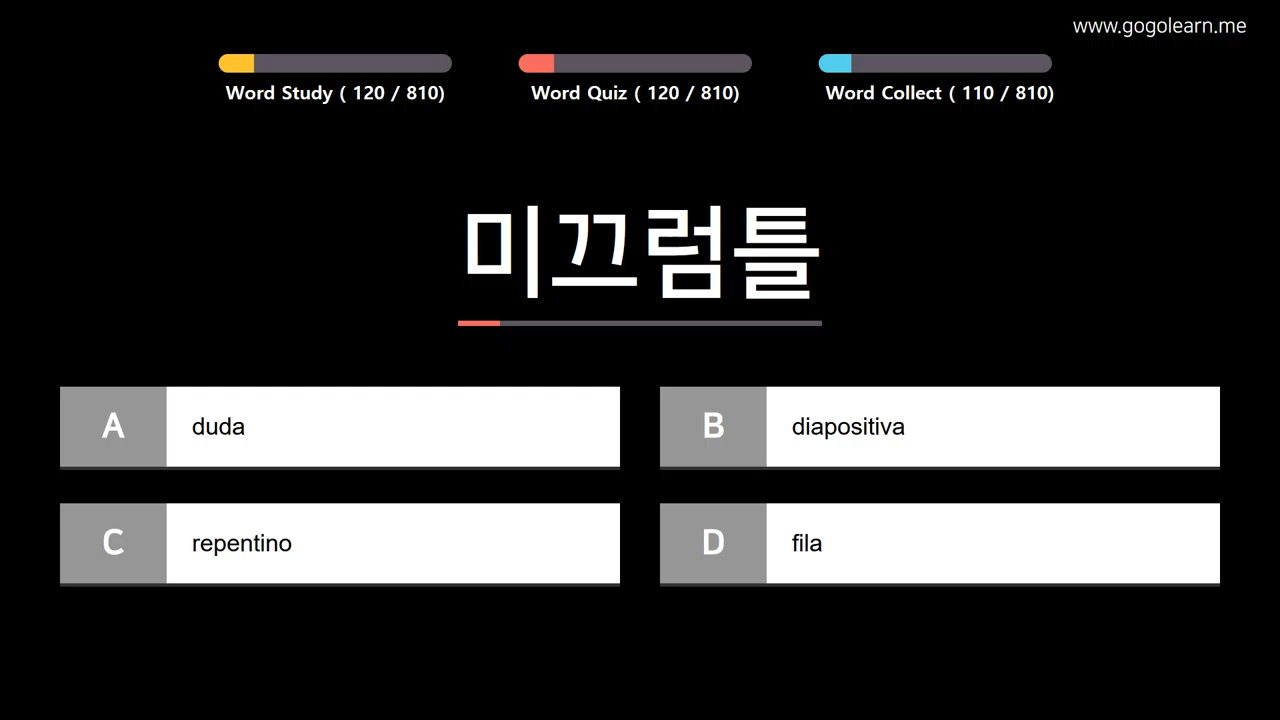 www.gogolearn.me
Word Study ( 120 / 810)
Word Quiz ( 120 / 810)
Word Collect ( 110 / 810)
미끄럼틀
A duda
B diapositiva
C repentino
D fila